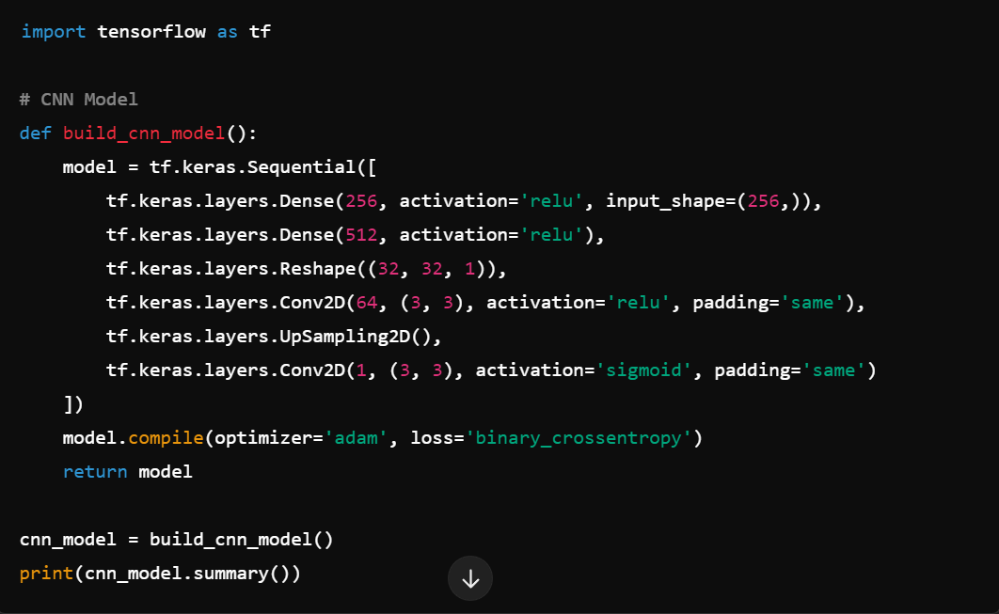 import tensorflow as tf
# CNN Model
def build_cnn_model():
    model = tf.keras.Sequential([
        tf.keras.layers.Dense(256, activation='relu', input_shape=(256,)),
        tf.keras.layers.Dense(512, activation='relu'),
        tf.keras.layers.Reshape((32, 32, 1)),
        tf.keras.layers.Conv2D(64, (3, 3), activation='relu', padding='same'),
        tf.keras.layers.UpSampling2D(),
        tf.keras.layers.Conv2D(1, (3, 3), activation='sigmoid', padding='same')
    ])
    model.compile(optimizer='adam', loss='binary_crossentropy')
    return model
cnn_model = build_cnn_model()
print(cnn_model.summary())